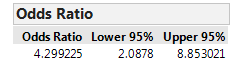 Odds Ratio
Odds Ratio Lower 95% Upper 95%
4.299225 2.0878 8.853021